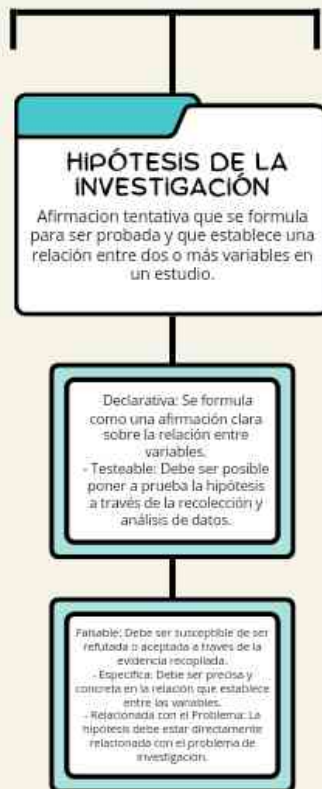 HIPÓTESIS DE LA
INVESTIGACIÓN
Afirmacion tentativa que se formula
para ser probada y que establece una
relación entre dos o más variables en
un estudio.
Declarativa: Se formula
como una afirmación clara
sobre la relación entre
variables.
- Testeable: Debe ser posible
poner a prueba la hipótesis
a través de la recolección y
análisis de datos.
Falsable: Debe ser susceptible de ser
refutada o aceptada a través de la
evidencia recopilada.
- Específica: Debe ser precisa y
concreta en la relación que establece
entre las variables.
- Relacionada con el Problema: La
hipótesis debe estar directamente
relacionada con el problema de
investigación.